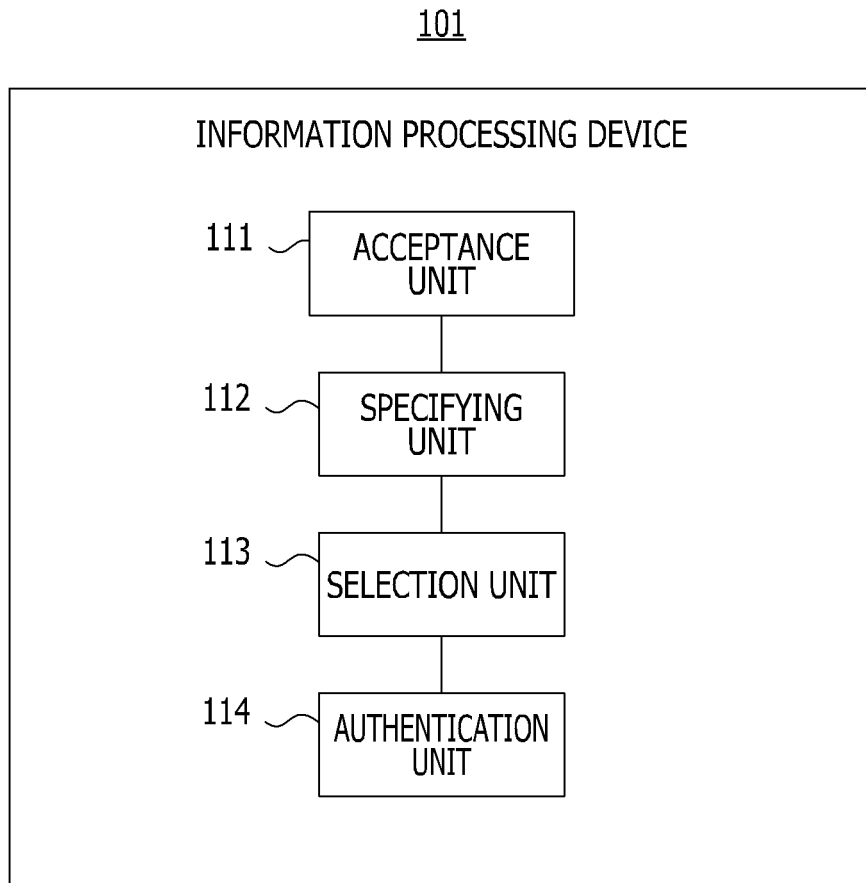 101
INFORMATION PROCESSING DEVICE
111
ACCEPTANCE
UNIT
112
SPECIFYING
UNIT
113
SELECTION UNIT
114
AUTHENTICATION
UNIT